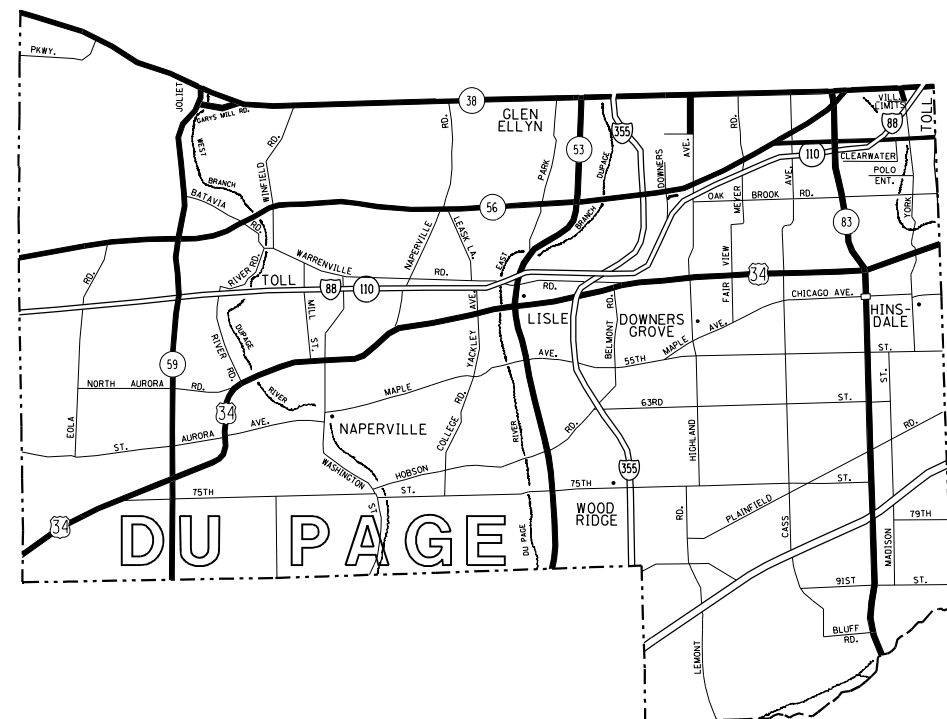 PKWY.
JOLIET
GARYS MILL RD.
38
GLEN
ELLYN
RD.
355
53
PARK
DUPAGE
BRANCH
DOWNERS
AVE.
RD.
VILL
LIMITS
88
TOLL
110
CLEARWATER
POLO
ENT.
YORK
WEST
BRANCH
BATAVIA
RD.
WINFIELD
RD.
56
OAK
BROOK
RD.
MEYER
AVE.
83
NAPERVILLE
LEASK LA.
EAST
WARRENVILLE
RD.
RD.
RIVER RD.
TOLL
88
110
RD.
FAIR VIEW
34
CHICAGO AVE.
HINS-
DALE
MILL
ST.
AVE.
LISLE
DOWNERS
GROVE
RD.
BELMONT
MAPLE
AVE.
55TH
ST.
DUPAGE
RIVER
RD.
YACKLEY
AVE.
59
NORTH
AURORA
RD.
RIVER
MAPLE
63RD
ST.
ST.
34
EOLA
ST.
AURORA
AVE.
NAPERVILLE
COLLEGE
RD.
RIVER
RD.
HIGHLAND
RD.
WASHINGTON
ST.
HOBSON
ST.
355
75TH
75TH
ST.
WOOD
RIDGE
RD.
PLAINFIELD
CASS
79TH
MADISON
34
DU PAGE
DU PAGE
91ST
ST.
BLUFF
RD.
LEMONT